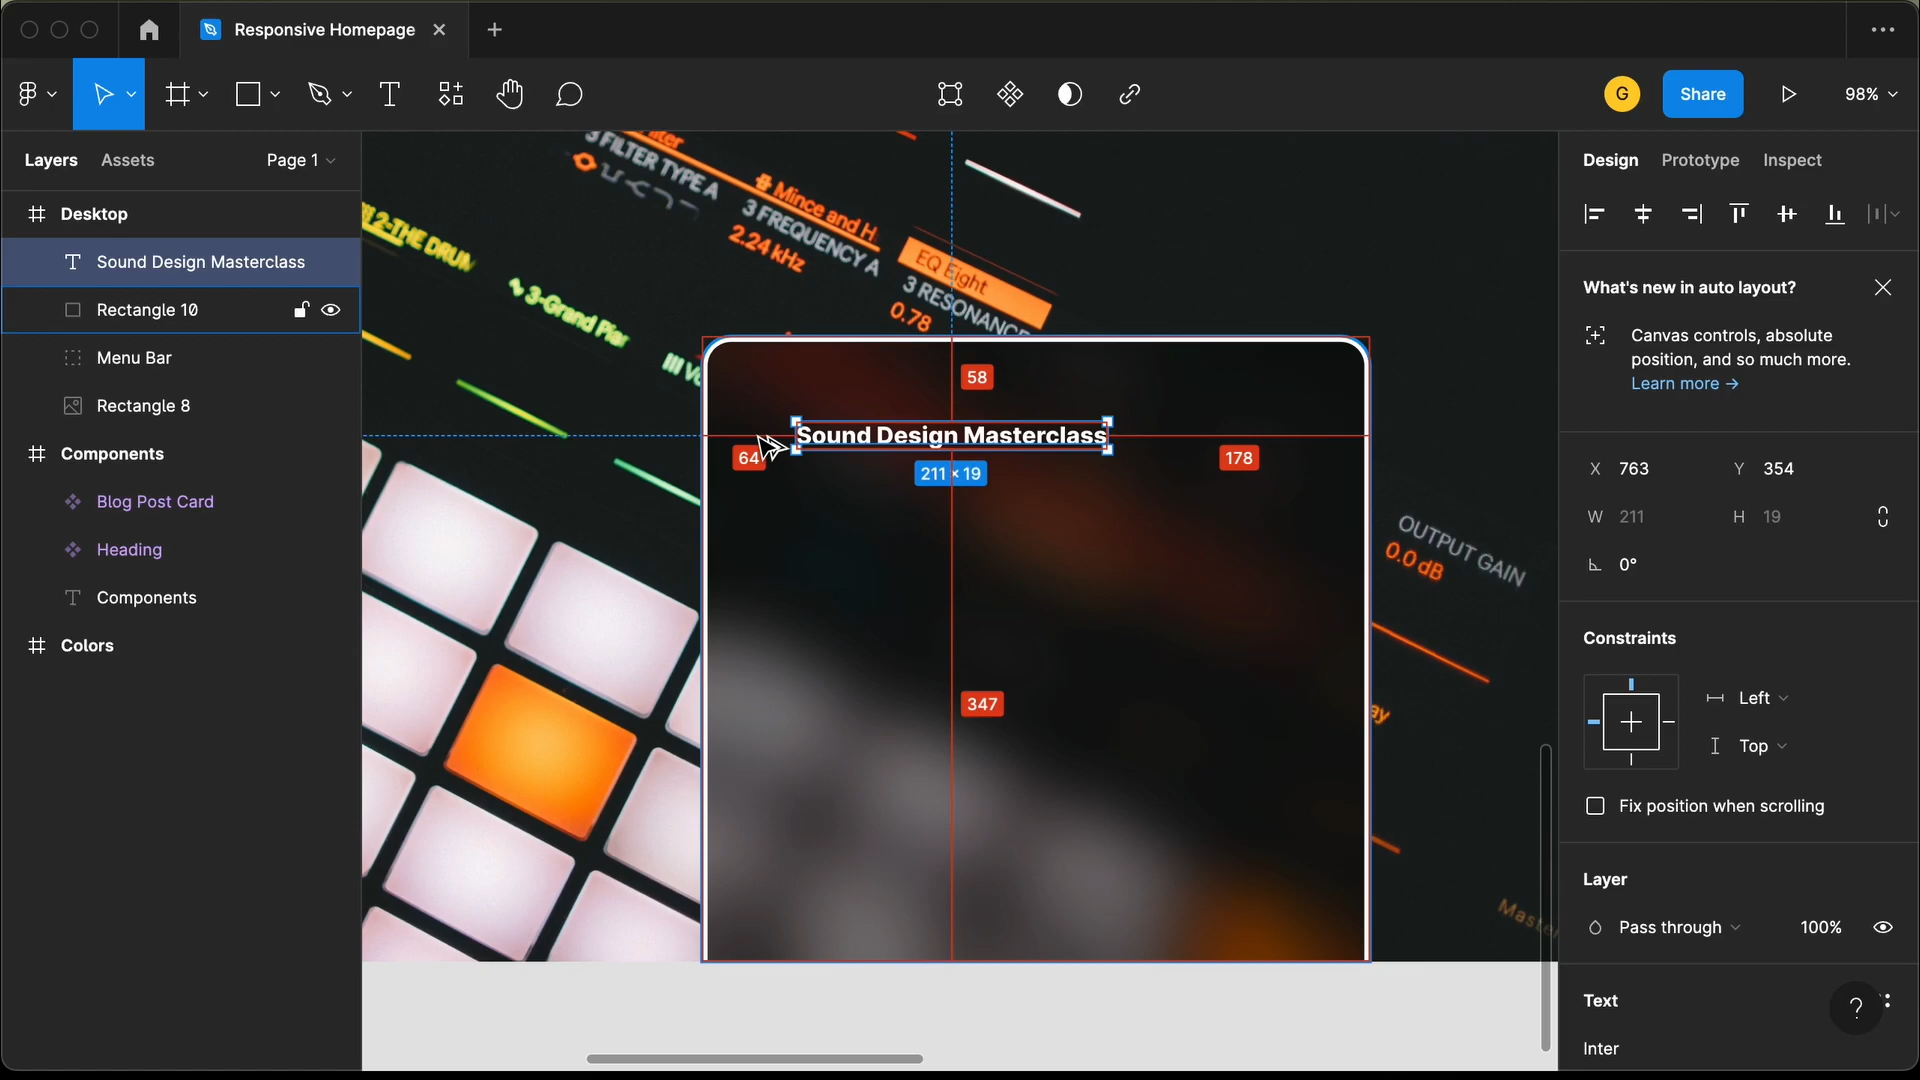 Responsive Homepage
G
Share
98%
Layers
Assets
Page 1
Desktop
Sound Design Masterclass
Rectangle 10
Menu Bar
Rectangle 8
Components
Blog Post Card
Heading
Components
Colors
3 FILTER TYPE A
Mince and H
3 FREQUENCY A
2.24 kHz
2-THE DRUM
3-Grand Pia
EQ Eight
3 RESONANCE
0.78
58
Sound Design Masterclass
64
178
211 × 19
347
OUTPUT GAIN
0.0 dB
Design
Prototype
Inspect
What's new in auto layout?
Canvas controls, absolute
position, and so much more.
Learn more →
X 763
Y 354
W 211
H 19
0°
Constraints
Left
Top
Fix position when scrolling
Layer
Pass through
100%
Text
?
Inter